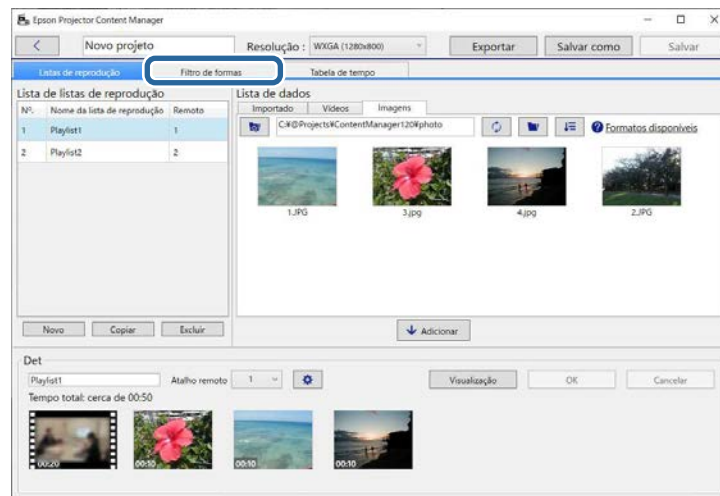 Epson Projector Content Manager
Novo projeto Resolução : WXGA (1280x800) Exportar Salvar como Salvar
Listas de reprodução Filtro de formas Tabela de tempo
Lista de listas de reprodução Lista de dados
Nº. Nome da lista de reprodução Remoto Importado Vídeos Imagens
C:¥@Projects¥ContentManager120¥photo Formatos disponíveis
1 Playlist1 1
2 Playlist2 2
1.JPG 3.jpg 4.jpg 2.JPG
Novo Copiar Excluir Adicionar
Det
Playlist1 Atalho remoto 1 Visualização OK Cancelar
Tempo total: cerca de 00:50
00:20 00:10 00:10 00:10